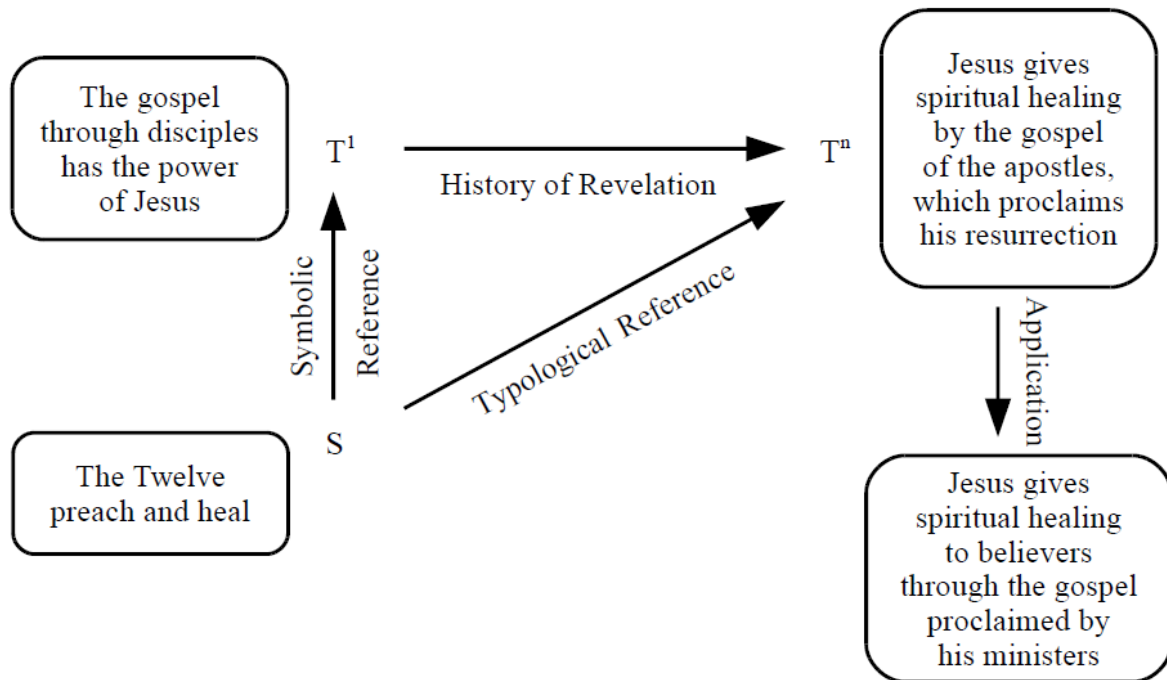 The gospel
through disciples
has the power
of Jesus
T¹
History of Revelation
Tⁿ
Jesus gives
spiritual healing
by the gospel
of the apostles,
which proclaims
his resurrection
Symbolic
Reference
Typological Reference
Application
S
The Twelve
preach and heal
Jesus gives
spiritual healing
to believers
through the gospel
proclaimed by
his ministers